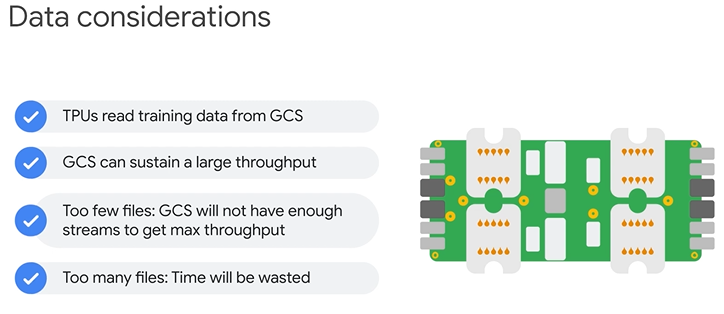 Data considerations
TPUs read training data from GCS
GCS can sustain a large throughput
Too few files: GCS will not have enough
streams to get max throughput
Too many files: Time will be wasted